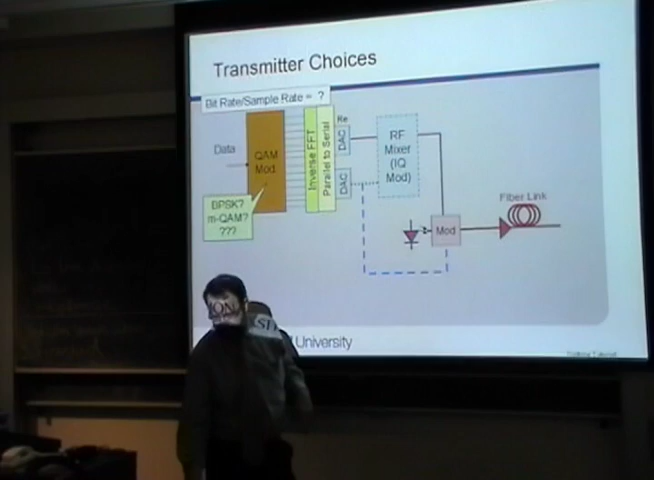 Transmitter Choices
Bit Rate/Sample Rate = ?
Data
QAM
Mod.
BPSK?
m-QAM?
???
Inverse FFT
Parallel to Serial
Re
DAC
DAC
RF
Mixer
(IQ
Mod)
Mod
Fiber Link
University